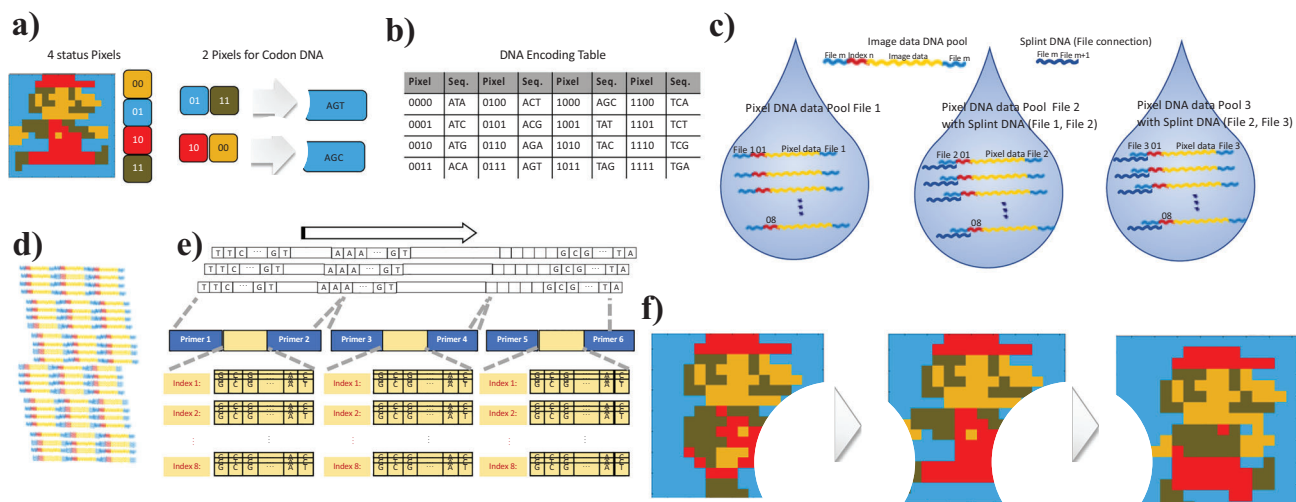 a)
4 status Pixels
2 Pixels for Codon DNA
00
01
10
11
01 11
AGT
10 00
AGC
b)
DNA Encoding Table
Pixel Seq. Pixel Seq. Pixel Seq. Pixel Seq.
0000 ATA 0100 ACT 1000 AGC 1100 TCA
0001 ATC 0101 ACG 1001 TAT 1101 TCT
0010 ATG 0110 AGA 1010 TAC 1110 TCG
0011 ACA 0111 AGT 1011 TAG 1111 TGA
c)
Image data DNA pool
File m Index n Image data File m
Splint DNA (File connection)
File m File m+1
Pixel DNA data Pool File 1
File 1 01 Pixel data File 1
08
Pixel DNA data Pool File 2
with Splint DNA (File 1, File 2)
File 2 01 Pixel data File 2
08
Pixel DNA data Pool 3
with Splint DNA (File 2, File 3)
File 3 01 Pixel data File 3
08
d)
e)
T T C ... G T A A A ... G T G C G ... T A
T T C ... G T A A A ... G T G C G ... T A
T T C ... G T A A A ... G T G C G ... T A
Primer 1 Primer 2 Primer 3 Primer 4 Primer 5 Primer 6
Index 1: G C G ... A T Index 1: G C G ... A T Index 1: G C G ... A T
Index 2: G C G ... A T Index 2: G C G ... A T Index 2: G C G ... A T
Index 8: G C G ... A T Index 8: G C G ... A T Index 8: G C G ... A T
f)